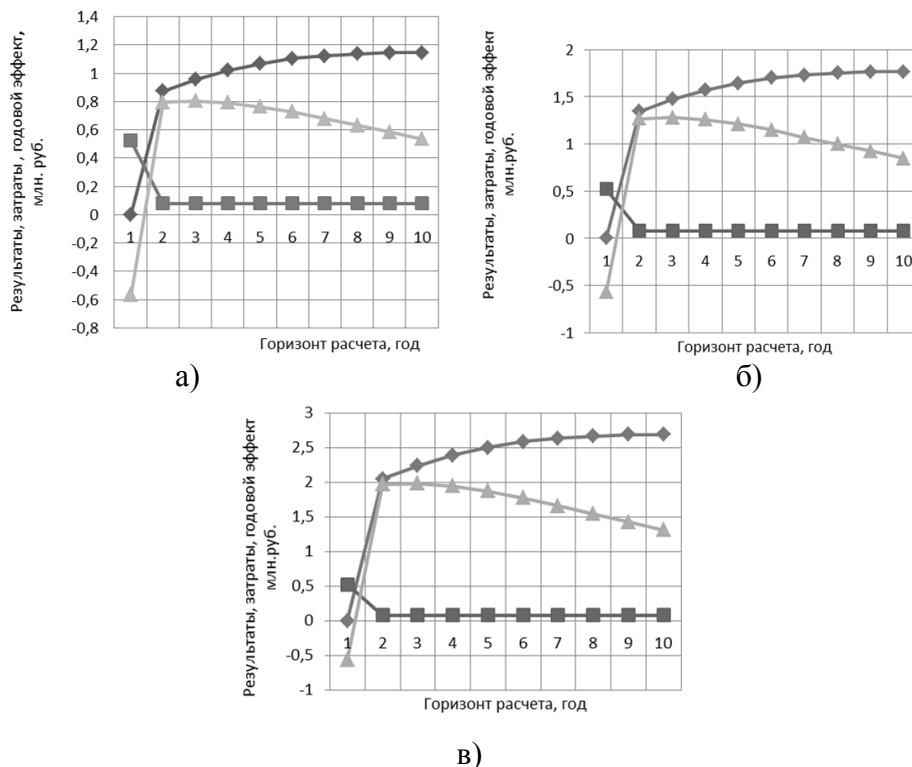 Результаты, затраты , годовой эффект,
млн. руб.
1,4
1,2
1
0,8
0,6
0,4
0,2
0
-0,2
-0,4
-0,6
-0,8
1 2 3 4 5 6 7 8 9 10
Горизонт расчета, год
а)
Результаты, затраты, годовой эффект
млн.руб.
2
1,5
1
0,5
0
-0,5
-1
1 2 3 4 5 6 7 8 9 10
Горизонт расчета, год
б)
Результаты, затраты, годовой эффект
млн.руб.
3
2,5
2
1,5
1
0,5
0
-0,5
-1
1 2 3 4 5 6 7 8 9 10
Горизонт расчета, год
в)